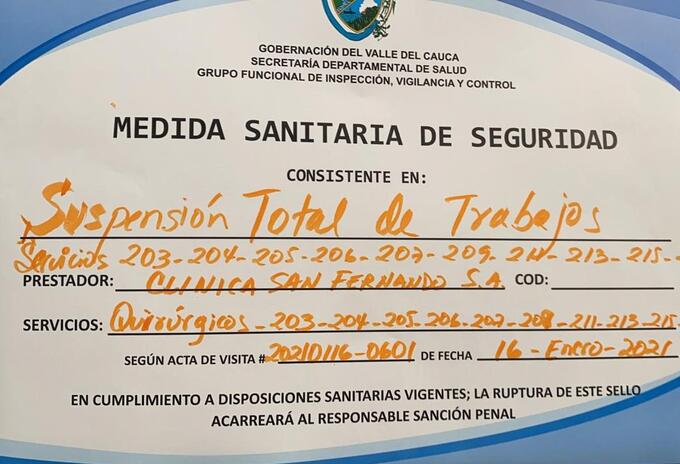 GOBERNACIÓN DEL VALLE DEL CAUCA
SECRETARÍA DEPARTAMENTAL DE SALUD
GRUPO FUNCIONAL DE INSPECCIÓN, VIGILANCIA Y CONTROL
MEDIDA SANITARIA DE SEGURIDAD
CONSISTENTE EN:
Suspensión Total de Trabajos
Servicios 203-204-205-206-207-209-211-213-215-
PRESTADOR: CLINICA SAN FERNANDO S.A. COD:
SERVICIOS: Quirúrgicos-203-204-205-206-207-209-211-213-215
SEGÚN ACTA DE VISITA # 20210116-0601 DE FECHA 16-Enero-2021
EN CUMPLIMIENTO A DISPOSICIONES SANITARIAS VIGENTES; LA RUPTURA DE ESTE SELLO
ACARREARÁ AL RESPONSABLE SANCIÓN PENAL